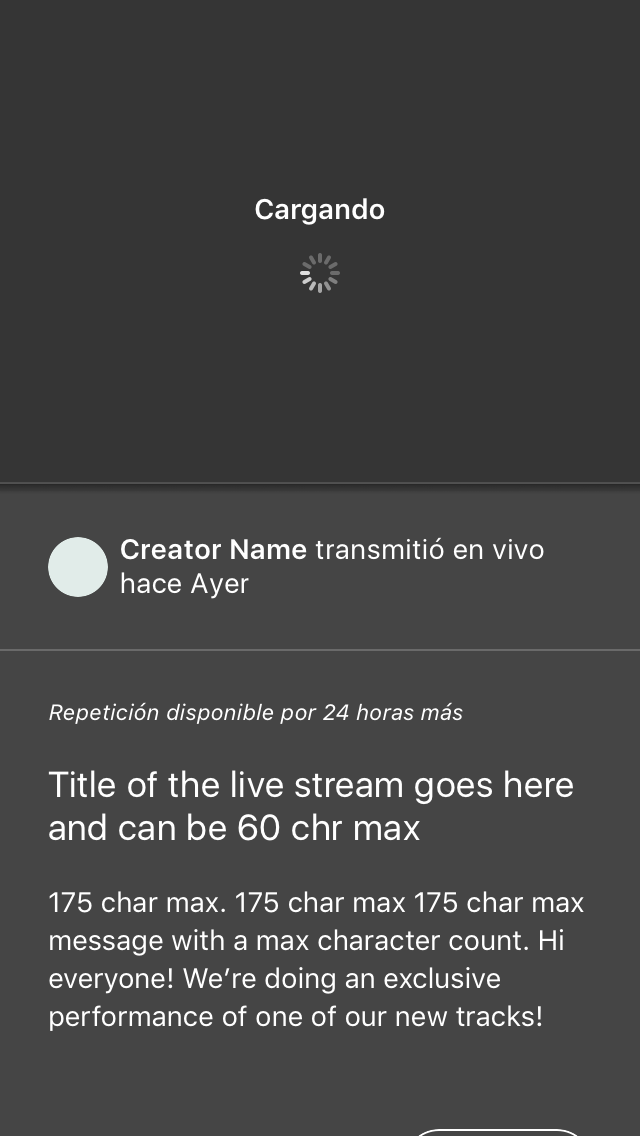 Cargando
Creator Name transmitió en vivo
hace Ayer
Repetición disponible por 24 horas más
Title of the live stream goes here
and can be 60 chr max
175 char max. 175 char max 175 char max
message with a max character count. Hi
everyone! We’re doing an exclusive
performance of one of our new tracks!